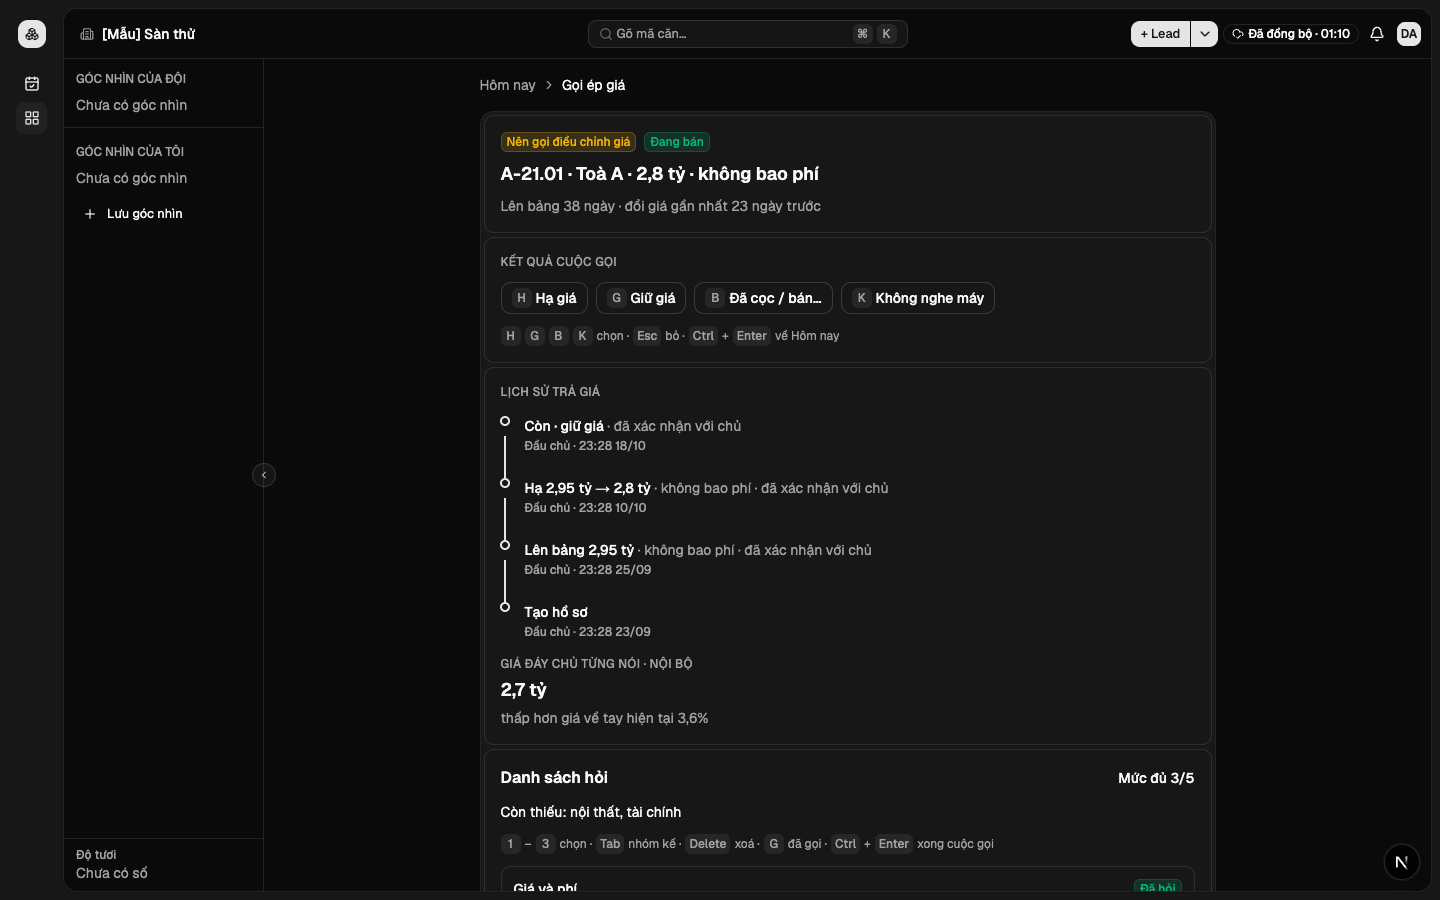 [Mẫu] Sàn thử
Gõ mã căn… ⌘ K
+ Lead
Đã đồng bộ · 01:10
DA
GÓC NHÌN CỦA ĐỘI
Chưa có góc nhìn
GÓC NHÌN CỦA TÔI
Chưa có góc nhìn
+ Lưu góc nhìn
Độ tươi
Chưa có số
Hôm nay > Gọi ép giá
Nên gọi điều chỉnh giá Đang bán
A-21.01 · Toà A · 2,8 tỷ · không bao phí
Lên bảng 38 ngày · đổi giá gần nhất 23 ngày trước
KẾT QUẢ CUỘC GỌI
H Hạ giá G Giữ giá B Đã cọc / bán… K Không nghe máy
H G B K chọn · Esc bỏ · Ctrl + Enter về Hôm nay
LỊCH SỬ TRẢ GIÁ
Còn · giữ giá · đã xác nhận với chủ
Đầu chủ · 23:28 18/10
Hạ 2,95 tỷ → 2,8 tỷ · không bao phí · đã xác nhận với chủ
Đầu chủ · 23:28 10/10
Lên bảng 2,95 tỷ · không bao phí · đã xác nhận với chủ
Đầu chủ · 23:28 25/09
Tạo hồ sơ
Đầu chủ · 23:28 23/09
GIÁ ĐÁY CHỦ TỪNG NÓI · NỘI BỘ
2,7 tỷ
thấp hơn giá về tay hiện tại 3,6%
Danh sách hỏi Mức đủ 3/5
Còn thiếu: nội thất, tài chính
1 – 3 chọn · Tab nhóm kế · Delete xoá · G đã gọi · Ctrl + Enter xong cuộc gọi
Giá và phí Đã hỏi
N